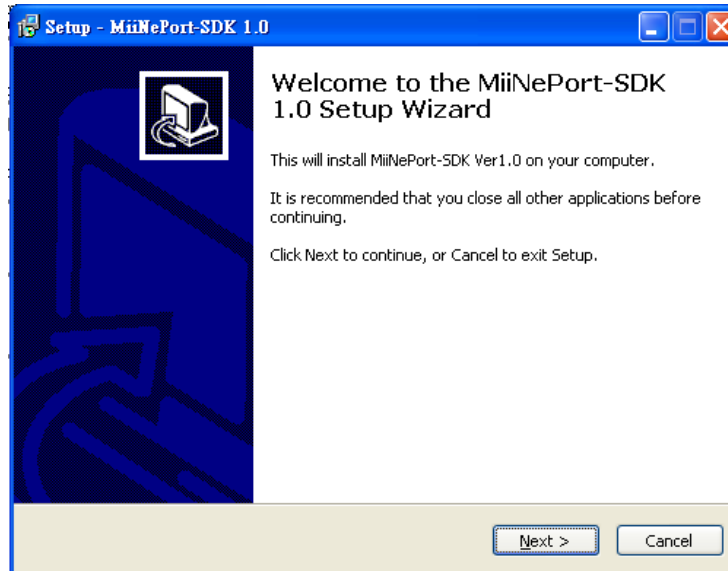 Setup - MiiNePort-SDK 1.0
Welcome to the MiiNePort-SDK
1.0 Setup Wizard
This will install MiiNePort-SDK Ver1.0 on your computer.
It is recommended that you close all other applications before
continuing.
Click Next to continue, or Cancel to exit Setup.
Next >
Cancel